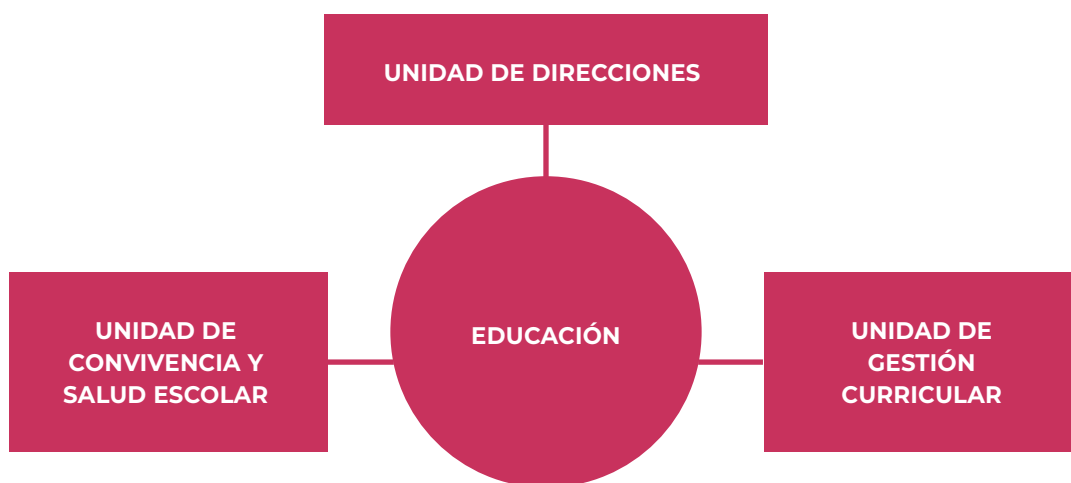 UNIDAD DE DIRECCIONES
UNIDAD DE
CONVIVENCIA Y
SALUD ESCOLAR
EDUCACIÓN
UNIDAD DE
GESTIÓN
CURRICULAR